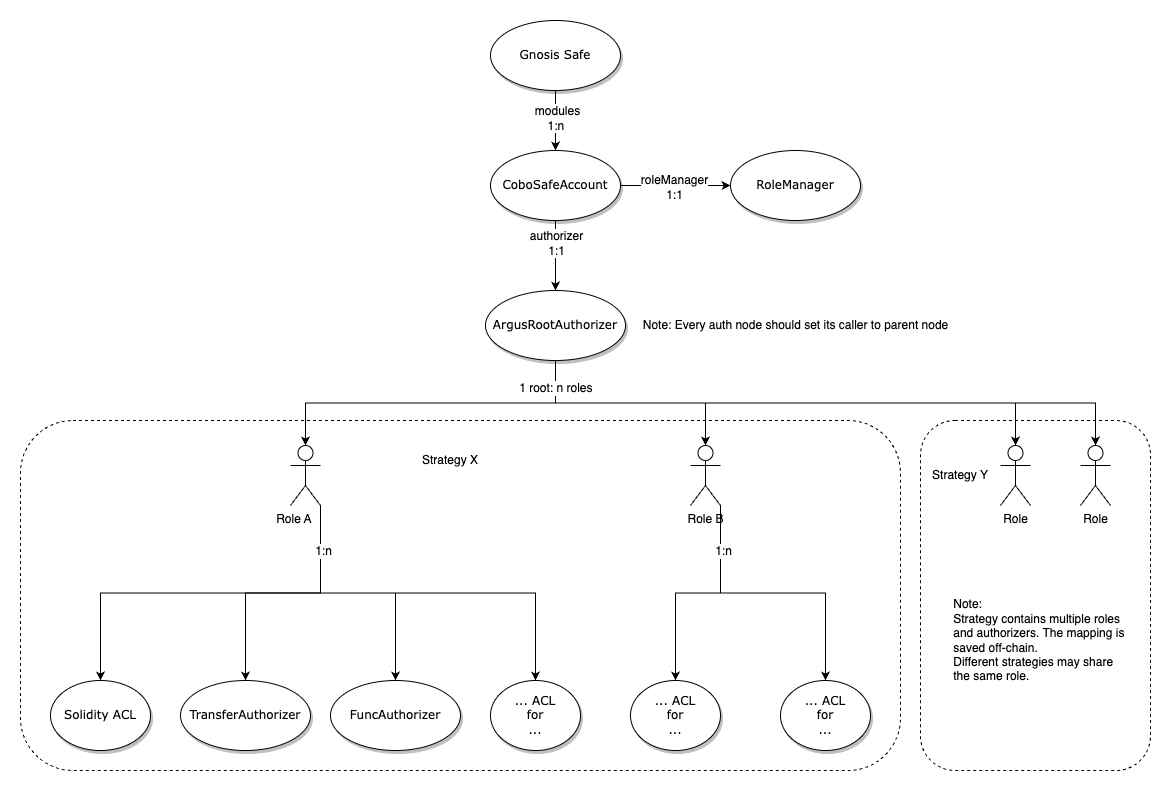 Gnosis Safe
modules
1:n
CoboSafeAccount
roleManager
1:1
RoleManager
authorizer
1:1
ArgusRootAuthorizer
Note: Every auth node should set its caller to parent node
1 root: n roles
Strategy X
Strategy Y
Role A
Role B
Role
Role
1:n
1:n
Note:
Strategy contains multiple roles
and authorizers. The mapping is
saved off-chain.
Different strategies may share
the same role.
Solidity ACL
TransferAuthorizer
FuncAuthorizer
... ACL
for
...
... ACL
for
...
... ACL
for
...